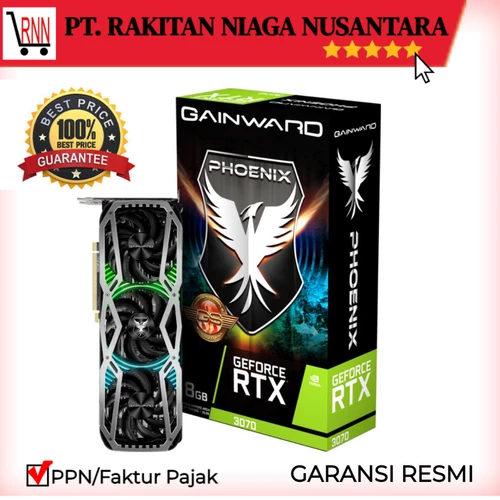 RNN
PT. RAKITAN NIAGA NUSANTARA
BEST PRICE
100%
BEST PRICE
GUARANTEE
GAINWARD
PHOENIX
GS
8GB
GEFORCE
RTX
3070
GAINWARD
PHOENIX
GEFORCE
RTX
3070
PPN/Faktur Pajak
GARANSI RESMI